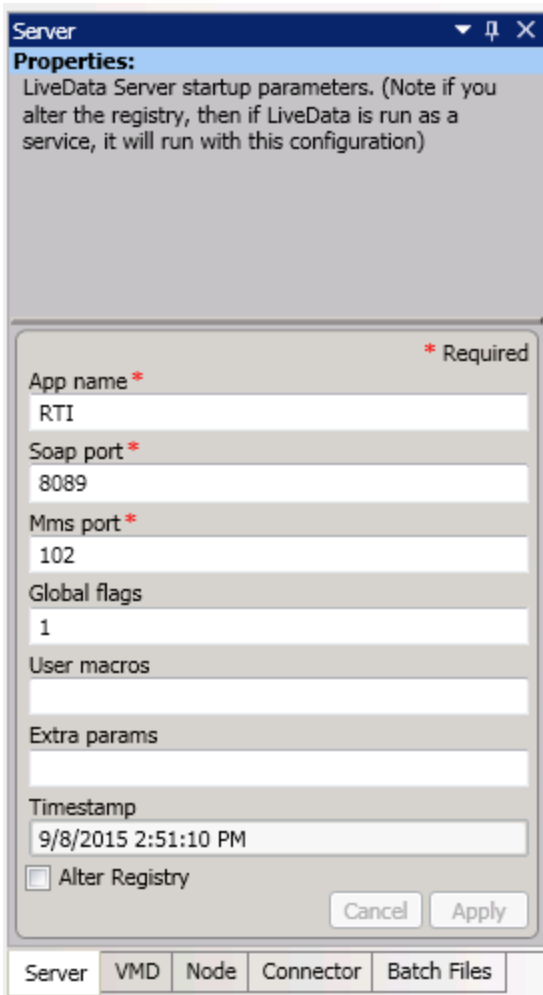 Server
Properties:
LiveData Server startup parameters. (Note if you
alter the registry, then if LiveData is run as a
service, it will run with this configuration)
* Required
App name *
RTI
Soap port *
8089
Mms port *
102
Global flags
1
User macros
Extra params
Timestamp
9/8/2015 2:51:10 PM
Alter Registry
Cancel Apply
Server VMD Node Connector Batch Files